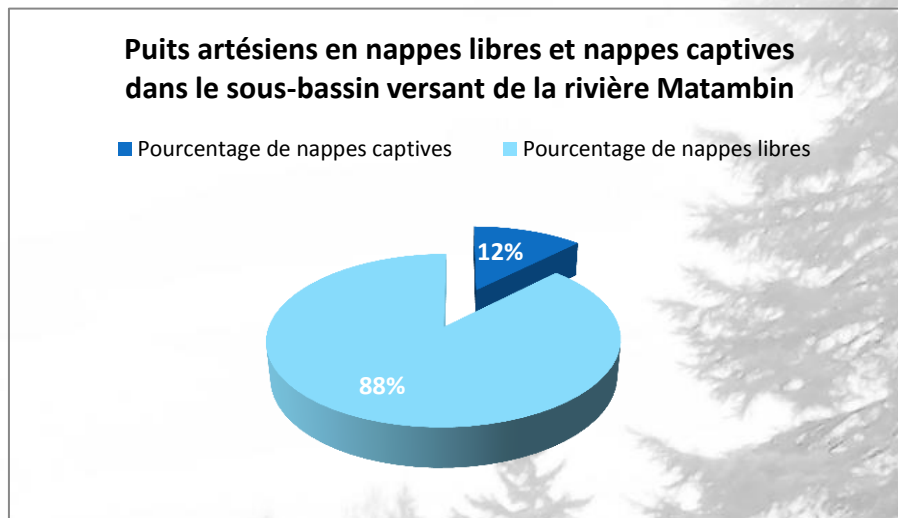 Puits artésiens en nappes libres et nappes captives
dans le sous-bassin versant de la rivière Matambin
Pourcentage de nappes captives Pourcentage de nappes libres
12%
88%